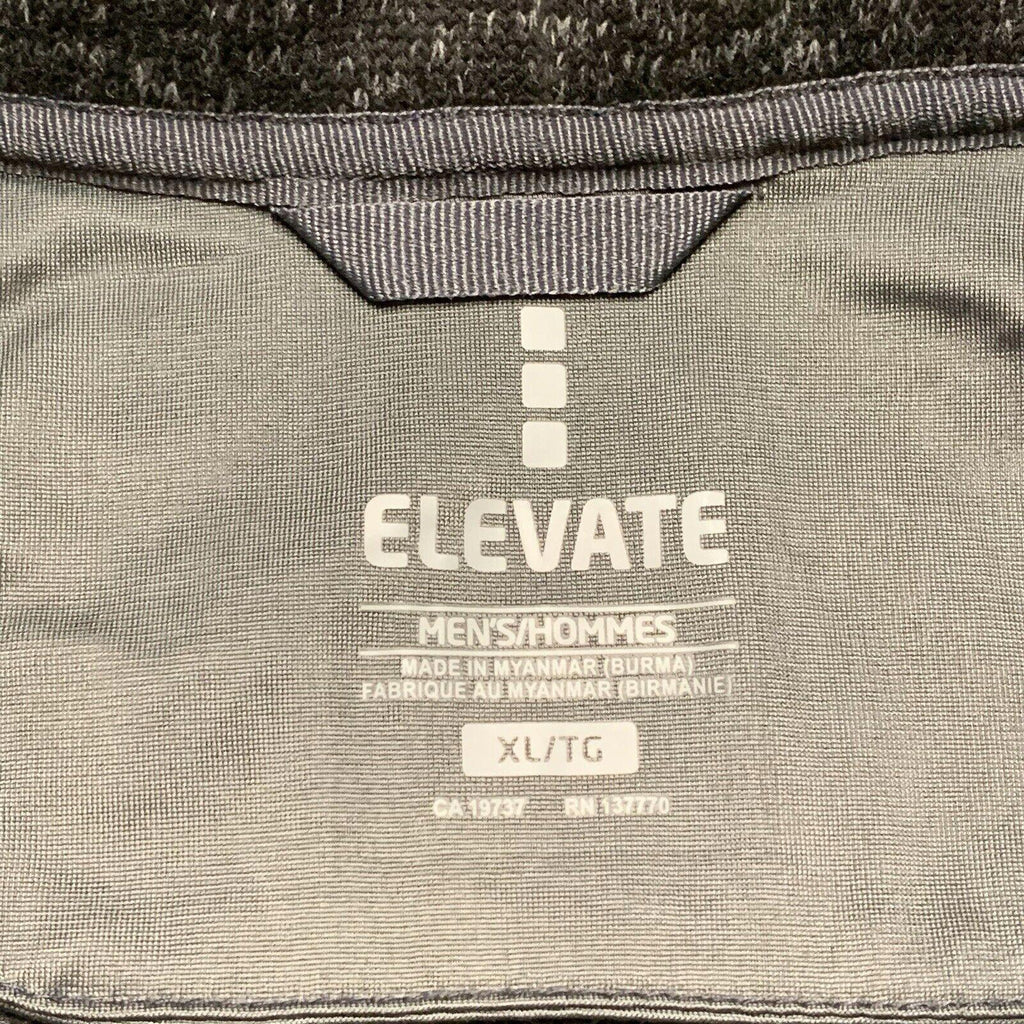 ELEVATE
MEN'S/HOMMES
MADE IN MYANMAR (BURMA)
FABRIQUE AU MYANMAR (BIRMANIE)
XL/TG
CA 19737 RN 137770